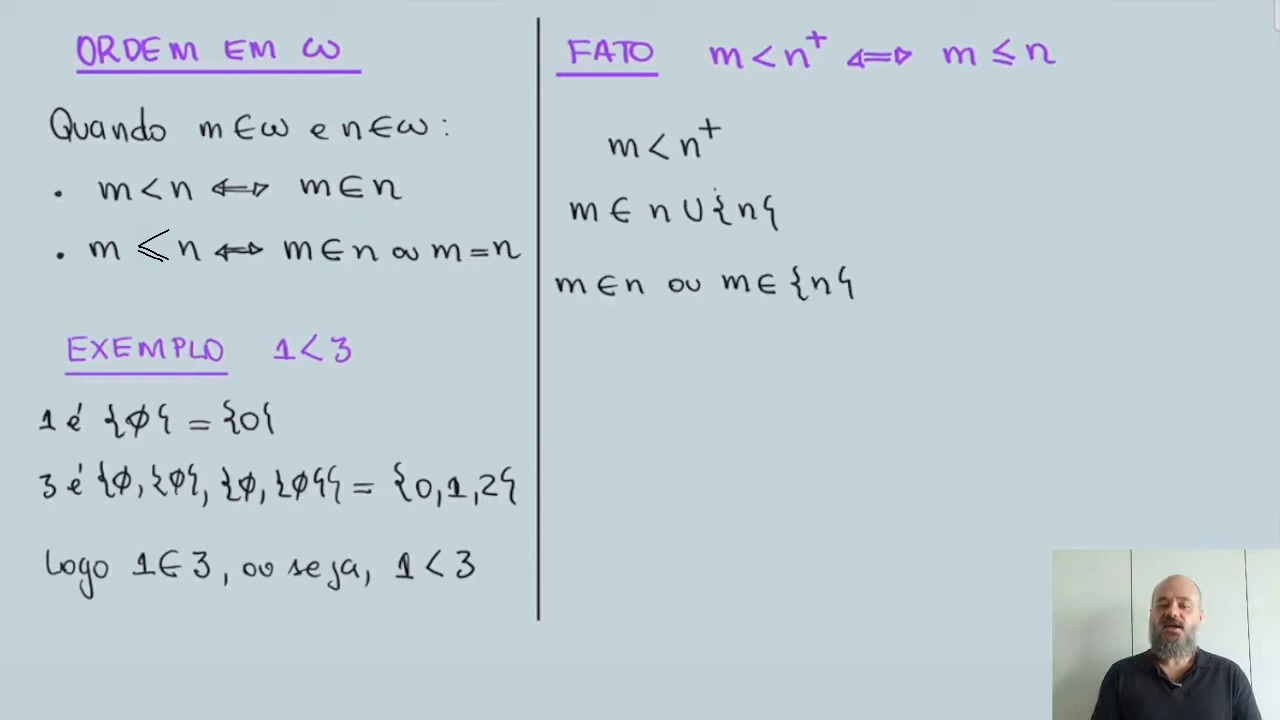 ORDEM EM ω
Quando m∈ω e n∈ω:
• m<n ⇔ m∈n
• m≤n ⇔ m∈n ou m=n
EXEMPLO 1<3
1 é {∅} = {0}
3 é {∅,{∅},{∅,{∅}} = {0,1,2}
Logo 1∈3, ou seja, 1<3
FATO m<n⁺ ⇔ m≤n
m<n⁺
m∈n∪{n}
m∈n ou m∈{n}